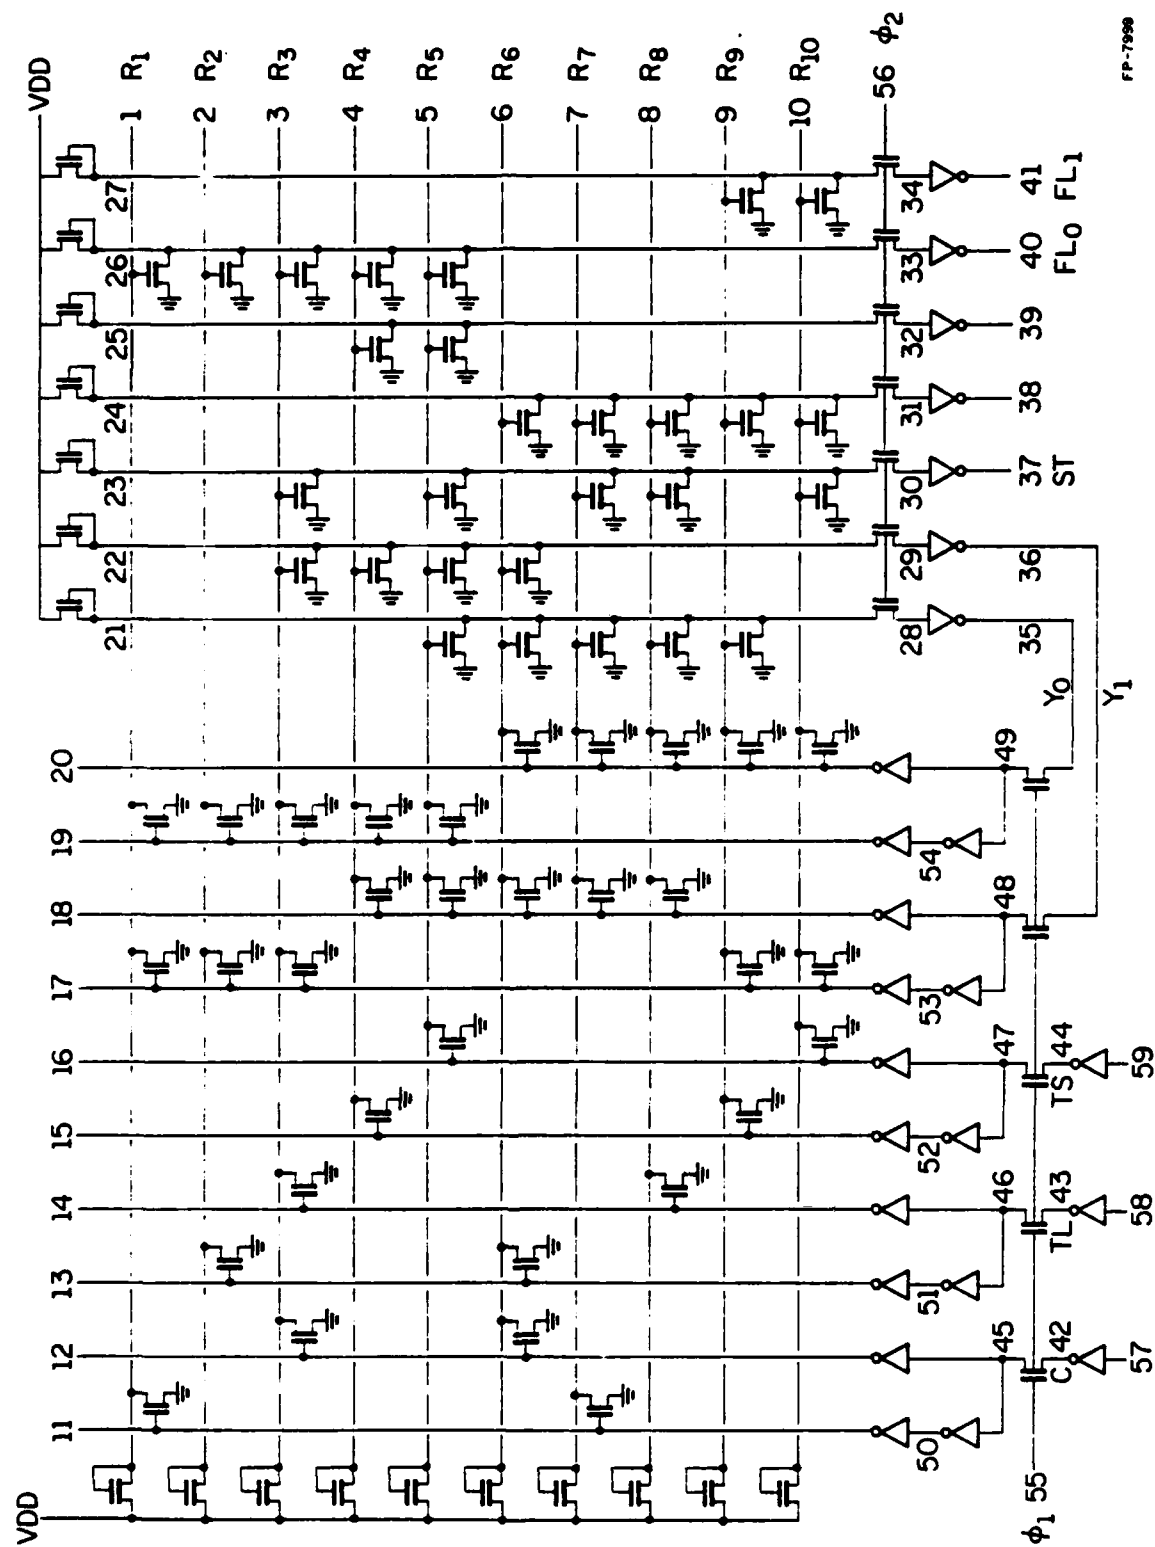 VDD
VDD
11 12 13 14 15 16 17 18 19 20
21 22 23 24 25 26 27
1 R₁
2 R₂
3 R₃
4 R₄
5 R₅
6 R₆
7 R₇
8 R₈
9 R₉
10 R₁₀
56 ϕ₂
28 29 30 31 32 33 34
50 51 52 53 54
45 46 47 48 49
ϕ₁ 55
35 36 37 38 39 40 41
C 42 TL 43 TS 44
Y₀ ST FL₀ FL₁
Y₁
57 58 59
FP-7999